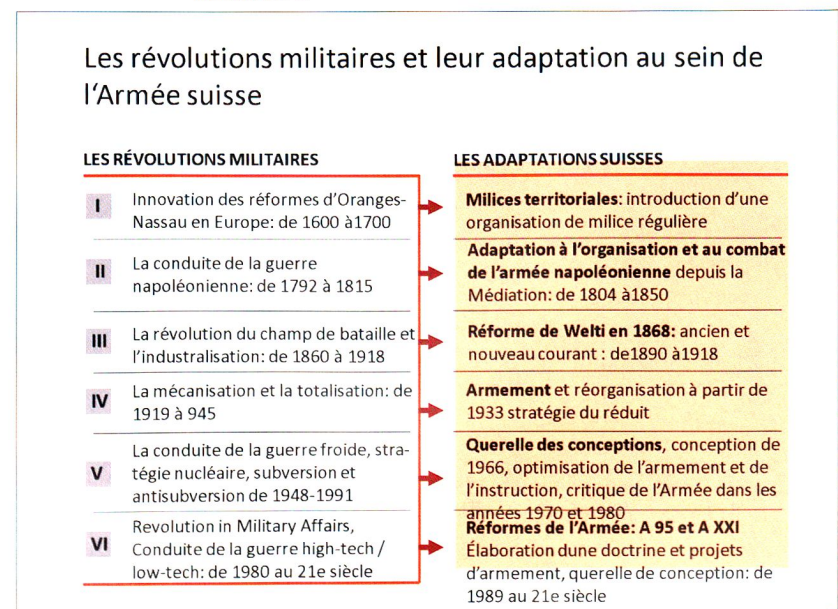 Les révolutions militaires et leur adaptation au sein de
l'Armée suisse
LES RÉVOLUTIONS MILITAIRES
I
Innovation des réformes d'Oranges-
Nassau en Europe: de 1600 à1700
II
La conduite de la guerre
napoléonienne: de 1792 à 1815
III
La révolution du champ de bataille et
l'industralisation: de 1860 à 1918
IV
La mécanisation et la totalisation: de
1919 à 945
V
La conduite de la guerre froide, stra-
tégie nucléaire, subversion et
antisubversion de 1948-1991
VI
Revolution in Military Affairs,
Conduite de la guerre high-tech /
low-tech: de 1980 au 21e siècle
LES ADAPTATIONS SUISSES
Milices territoriales: introduction d'une
organisation de milice régulière
Adaptation à l'organisation et au combat
de l'armée napoléonienne depuis la
Médiation: de 1804 à1850
Réforme de Welti en 1868: ancien et
nouveau courant : de1890 à1918
Armement et réorganisation à partir de
1933 stratégie du réduit
Querelle des conceptions, conception de
1966, optimisation de l'armement et de
l'instruction, critique de l'Armée dans les
années 1970 et 1980
Réformes de l'Armée: A 95 et A XXI
Élaboration dune doctrine et projets
d'armement, querelle de conception: de
1989 au 21e siècle